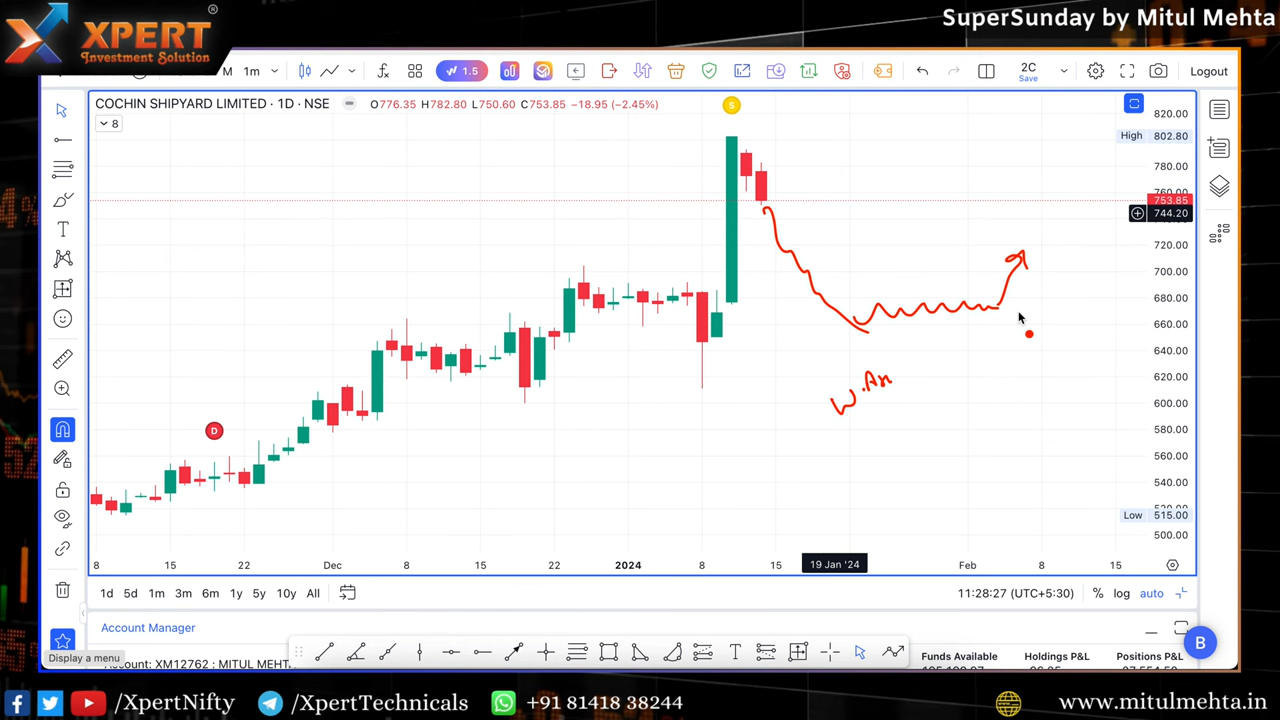 SuperSunday by Mitul Mehta
XPERT
Investment Solution
®
M 1m 1.5 2C Save Logout
COCHIN SHIPYARD LIMITED · 1D · NSE O776.35 H782.80 L750.60 C753.85 −18.95 (−2.45%)
8
S
820.00
High 802.80
780.00
760.00
753.85
744.20
720.00
700.00
680.00
660.00
640.00
620.00
600.00
580.00
560.00
540.00
Low 515.00
500.00
D
8 15 22 Dec 8 15 22 2024 8 15 19 Jan '24 Feb 8 15
1d 5d 1m 3m 6m 1y 5y 10y All 11:28:27 (UTC+5:30) % log auto
Account Manager
B
Display a menu
Account: XM12762 : MITUL MEHT
Funds Available Holdings P&L Positions P&L
/XpertNifty /XpertTechnicals +91 81418 38244 www.mitulmehta.in